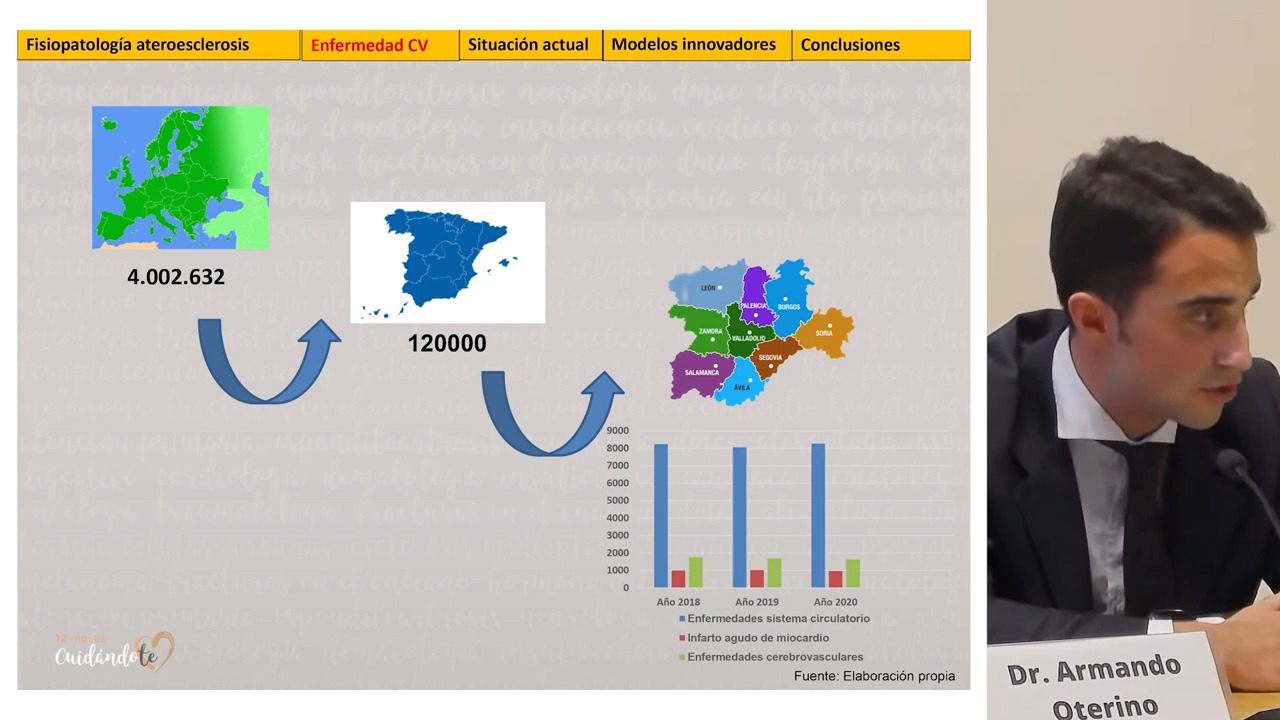 Fisiopatología ateroesclerosis
Enfermedad CV
Situación actual
Modelos innovadores
Conclusiones
4.002.632
120000
LEÓN
PALENCIA
BURGOS
ZAMORA
VALLADOLID
SORIA
SEGOVIA
SALAMANCA
ÁVILA
9000
8000
7000
6000
5000
4000
3000
2000
1000
0
Año 2018
Año 2019
Año 2020
Enfermedades sistema circulatorio
Infarto agudo de miocardio
Enfermedades cerebrovasculares
Fuente: Elaboración propia
12 meses
Cuidándote
Dr. Armando
Oterino